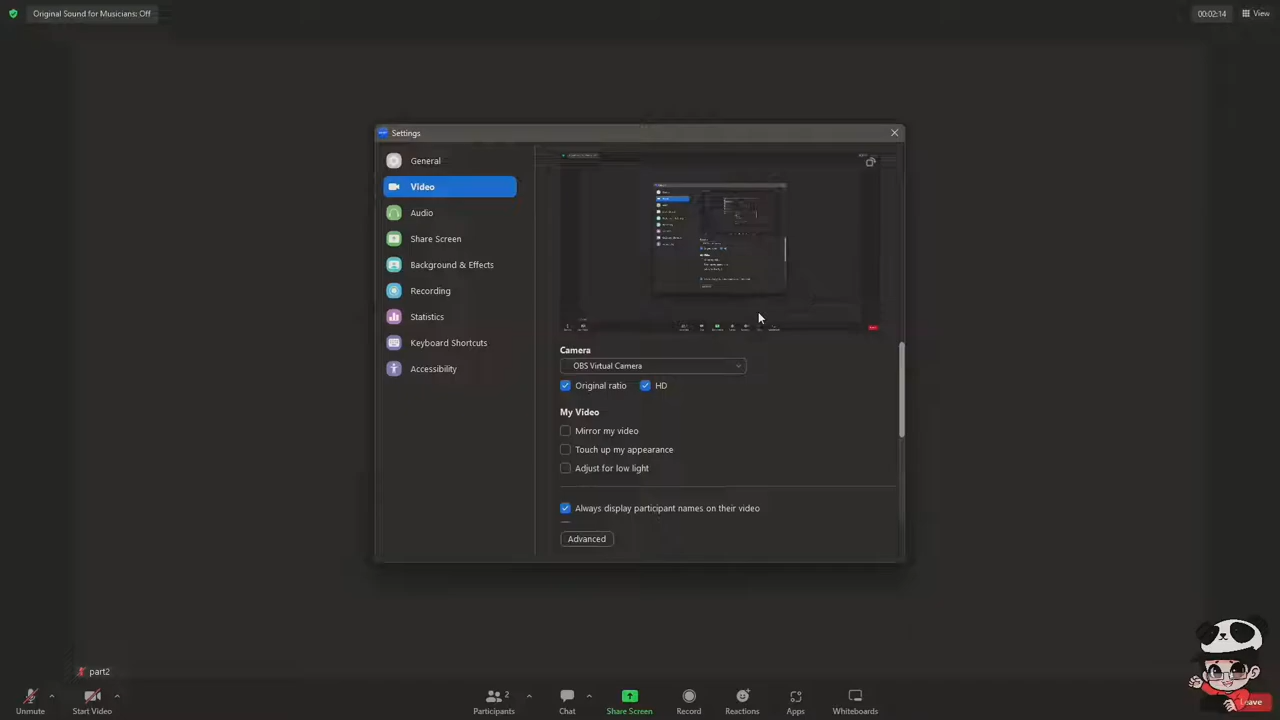 Original Sound for Musicians: Off
00:02:14
View
Settings
General
Video
Audio
Share Screen
Background & Effects
Recording
Statistics
Keyboard Shortcuts
Accessibility
Camera
OBS Virtual Camera
Original ratio
HD
My Video
Mirror my video
Touch up my appearance
Adjust for low light
Always display participant names on their video
Advanced
part2
Unmute
Start Video
Participants
2
Chat
Share Screen
Record
Reactions
Apps
Whiteboards